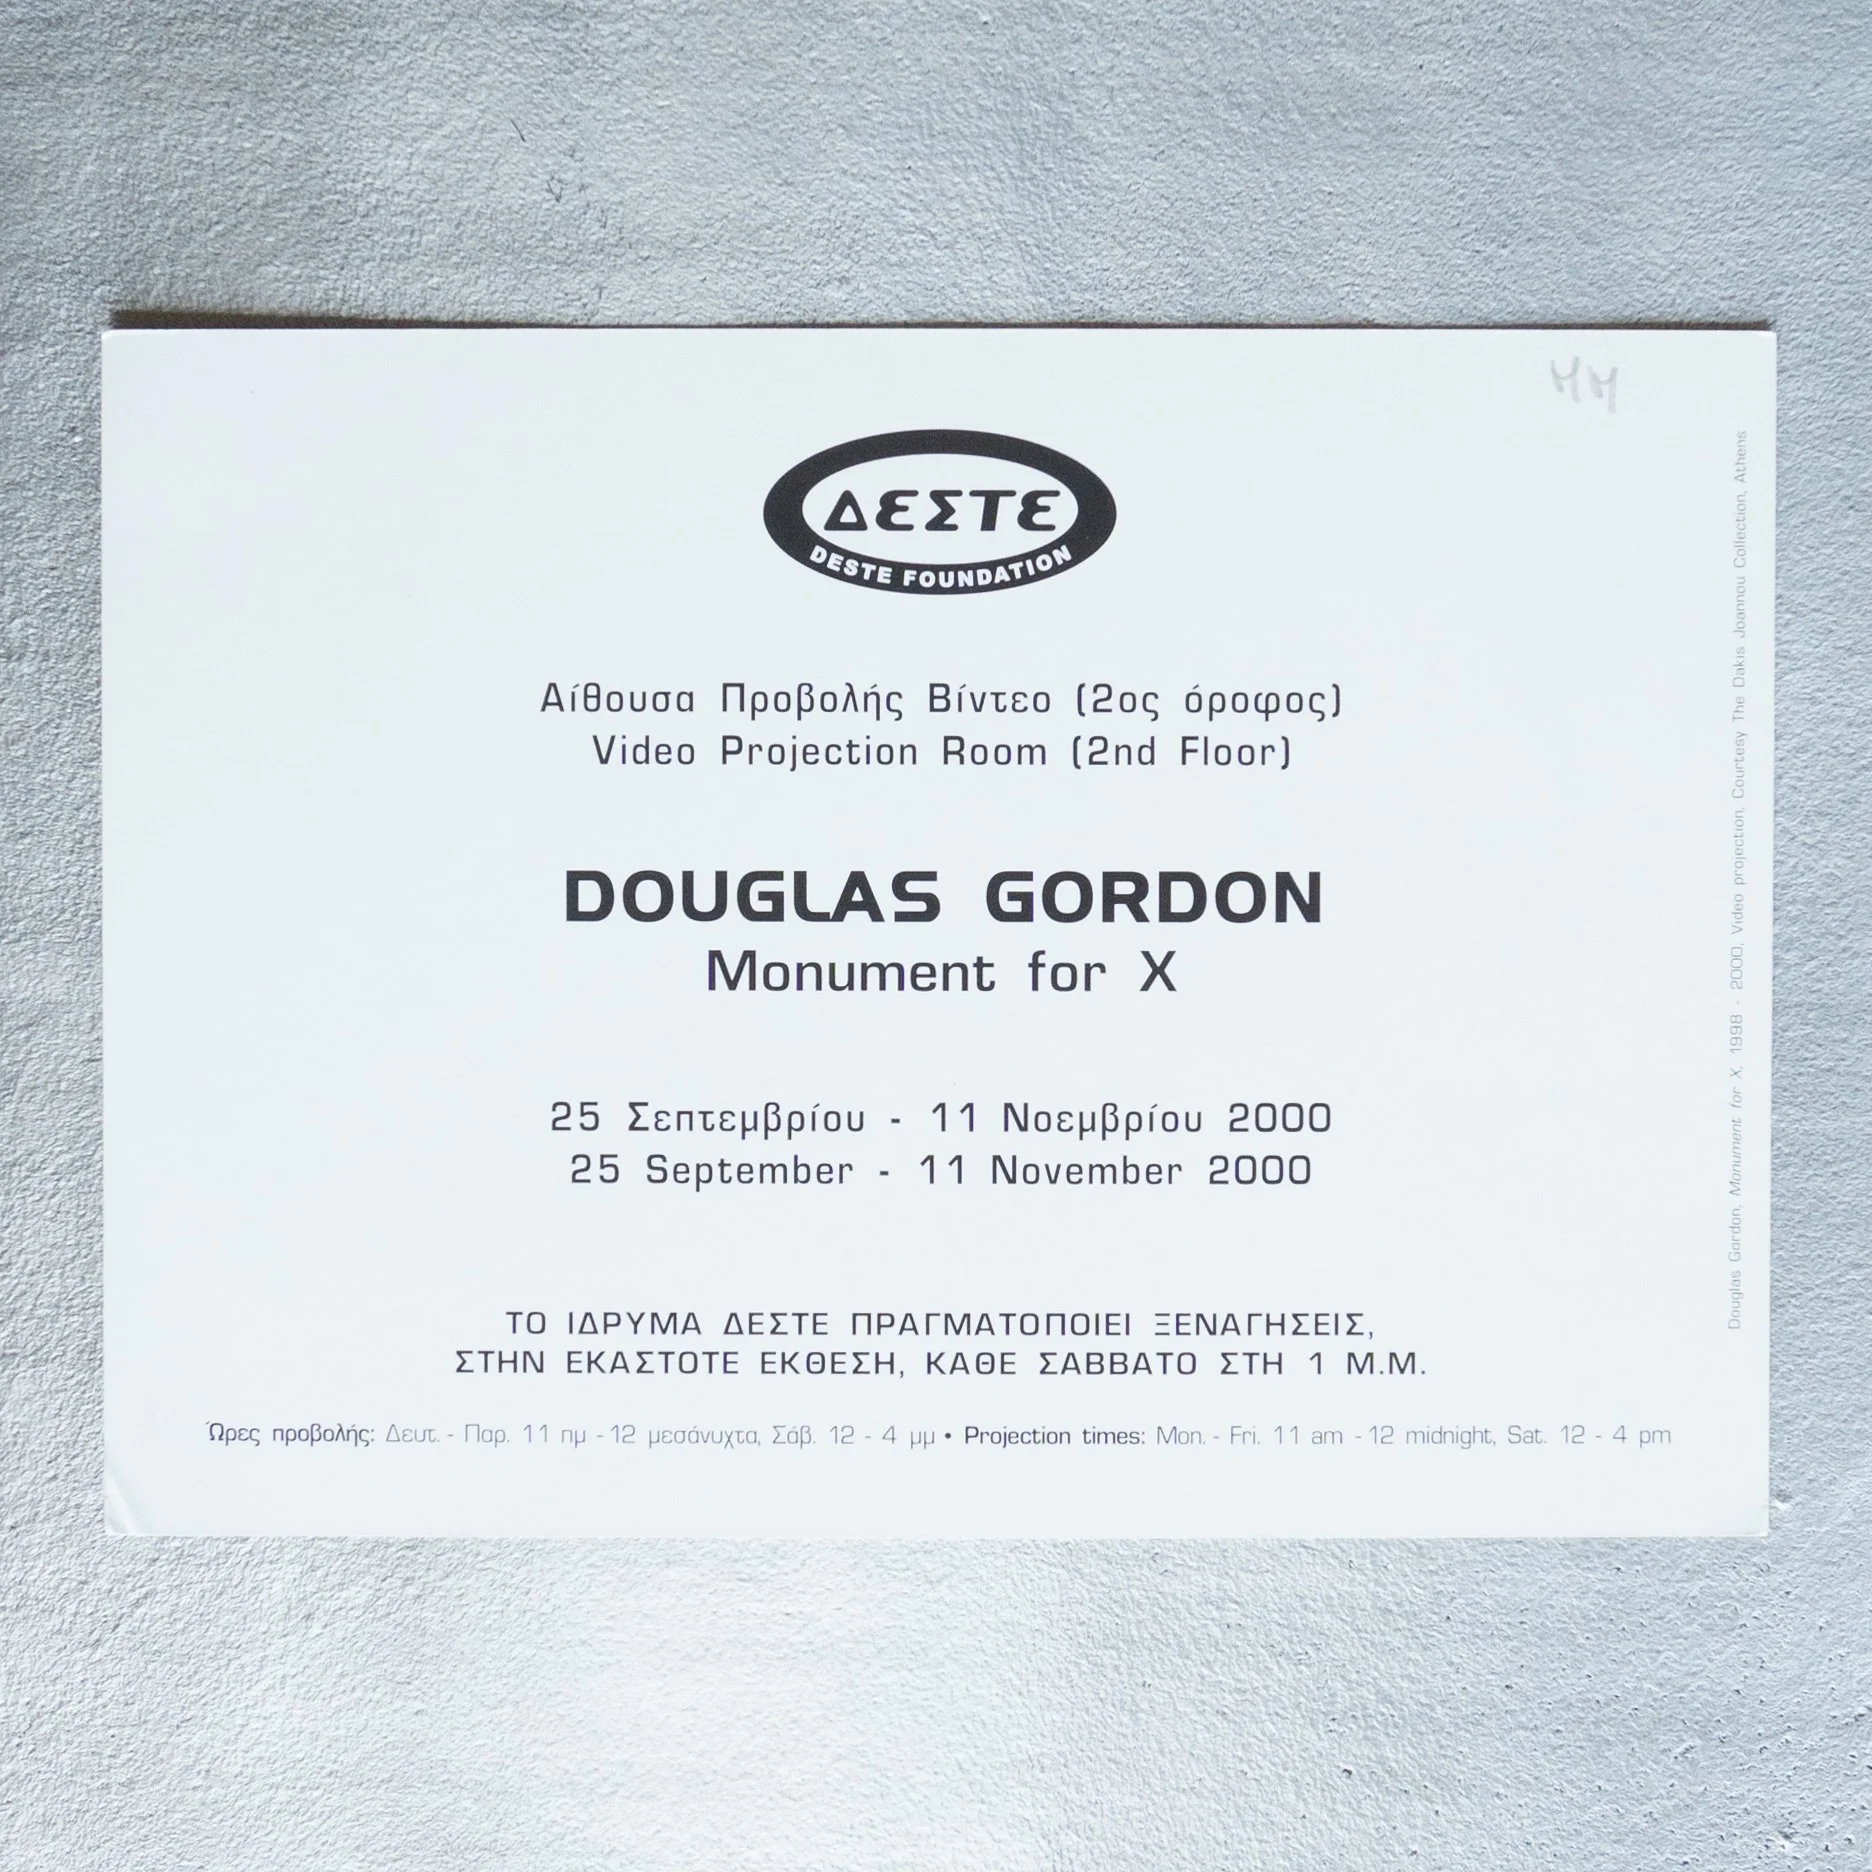 ΔΕΣΤΕ
DESTE FOUNDATION
Αίθουσα Προβολής Βίντεο (2ος όροφος)
Video Projection Room (2nd Floor)
DOUGLAS GORDON
Monument for X
25 Σεπτεμβρίου - 11 Νοεμβρίου 2000
25 September - 11 November 2000
ΤΟ ΙΔΡΥΜΑ ΔΕΣΤΕ ΠΡΑΓΜΑΤΟΠΟΙΕΙ ΞΕΝΑΓΗΣΕΙΣ,
ΣΤΗΝ ΕΚΑΣΤΟΤΕ ΕΚΘΕΣΗ, ΚΑΘΕ ΣΑΒΒΑΤΟ ΣΤΗ 1 Μ.Μ.
Ώρες προβολής: Δευτ. - Παρ. 11 πμ - 12 μεσάνυχτα, Σάβ. 12 - 4 μμ • Projection times: Mon. - Fri. 11 am - 12 midnight, Sat. 12 - 4 pm
Douglas Gordon, Monument for X, 1998 - 2000, Video projection, Courtesy The Dakis Joannou Collection, Athens